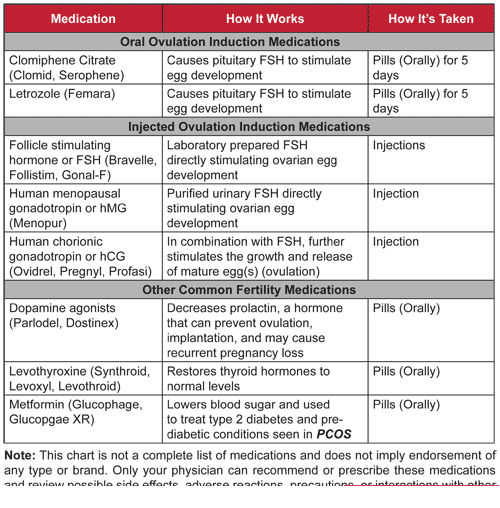 Medication How It Works How It's Taken
Oral Ovulation Induction Medications
Clomiphene Citrate
(Clomid, Serophene)
Causes pituitary FSH to stimulate
egg development
Pills (Orally) for 5
days
Letrozole (Femara)
Causes pituitary FSH to stimulate
egg development
Pills (Orally) for 5
days
Injected Ovulation Induction Medications
Follicle stimulating
hormone or FSH (Bravelle,
Follistim, Gonal-F)
Laboratory prepared FSH
directly stimulating ovarian egg
development
Injections
Human menopausal
gonadotropin or hMG
(Menopur)
Purified urinary FSH directly
stimulating ovarian egg
development
Injection
Human chorionic
gonadotropin or hCG
(Ovidrel, Pregnyl, Profasi)
In combination with FSH, further
stimulates the growth and release
of mature egg(s) (ovulation)
Injection
Other Common Fertility Medications
Dopamine agonists
(Parlodel, Dostinex)
Decreases prolactin, a hormone
that can prevent ovulation,
implantation, and may cause
recurrent pregnancy loss
Pills (Orally)
Levothyroxine (Synthroid,
Levoxyl, Levothroid)
Restores thyroid hormones to
normal levels
Pills (Orally)
Metformin (Glucophage,
Glucopgae XR)
Lowers blood sugar and used
to treat type 2 diabetes and pre-
diabetic conditions seen in PCOS
Pills (Orally)
Note: This chart is not a complete list of medications and does not imply endorsement
of any type or brand. Only your physician can recommend or prescribe these medications
and review possible side effects, adverse reactions, precautions, or interactions with other